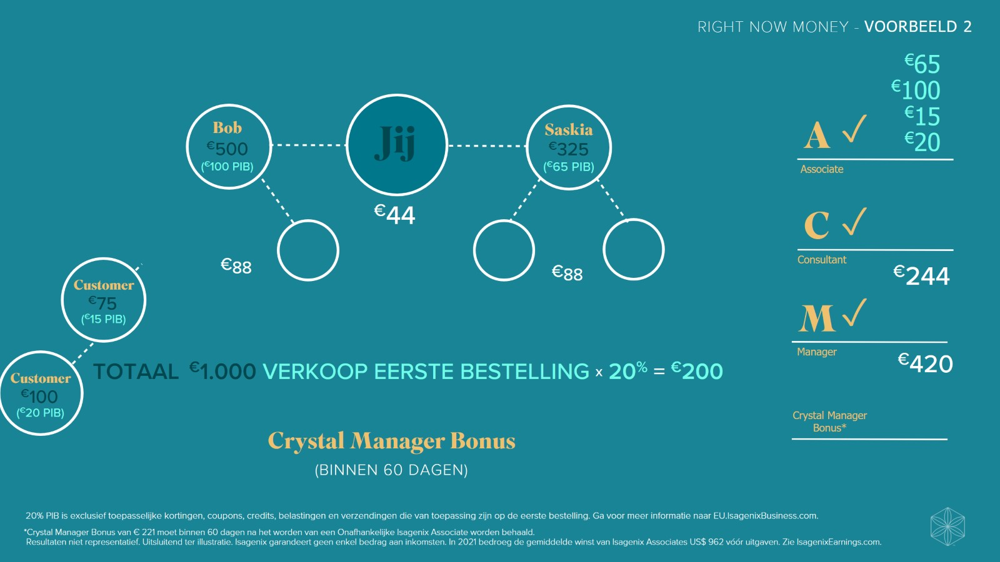 RIGHT NOW MONEY - VOORBEELD 2
€65
€100
€15
€20
A
Associate
Bob
€500
(€100 PIB)
Jij
€44
Saskia
€325
(€65 PIB)
€88
€88
C
Consultant
€244
Customer
€75
(€15 PIB)
M
Manager
€420
Customer
€100
(€20 PIB)
TOTAAL €1.000 VERKOOP EERSTE BESTELLING x 20% = €200
Crystal Manager
Bonus*
Crystal Manager Bonus
(BINNEN 60 DAGEN)
20% PIB is exclusief toepasselijke kortingen, coupons, credits, belastingen en verzendingen die van toepassing zijn op de eerste bestelling. Ga voor meer informatie naar EU.IsagenixBusiness.com.
*Crystal Manager Bonus van € 221 moet binnen 60 dagen na het worden van een Onafhankelijke Isagenix Associate worden behaald.
Resultaten niet representatief. Uitsluitend ter illustratie. Isagenix garandeert geen enkel bedrag aan inkomsten. In 2021 bedroeg de gemiddelde winst van Isagenix Associates US$ 962 vóór uitgaven. Zie IsagenixEarnings.com.